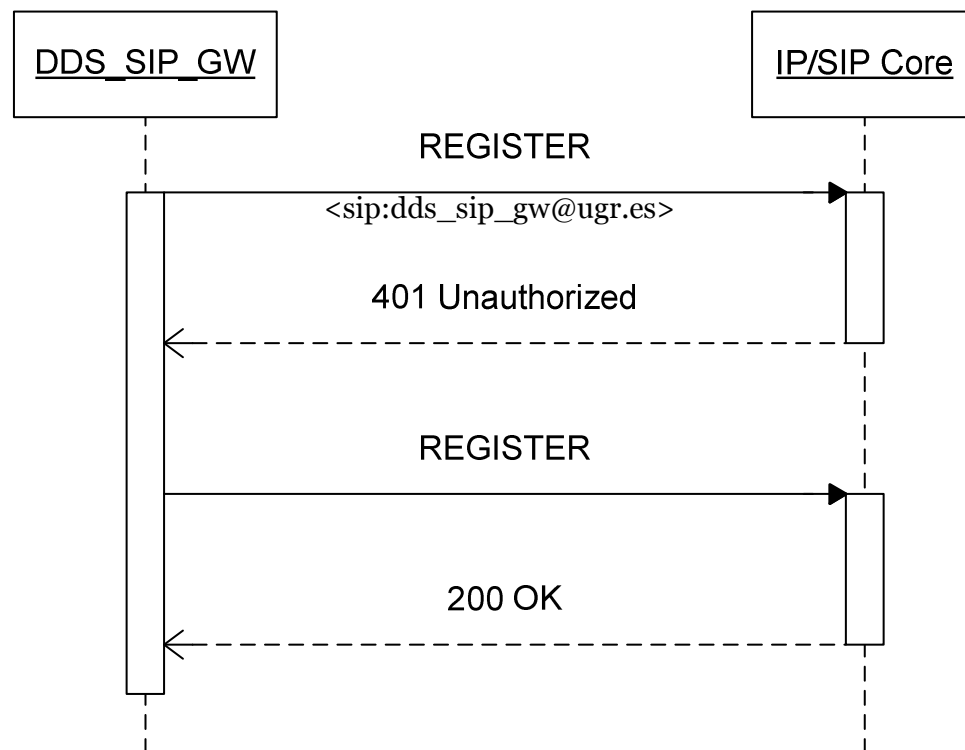 DDS_SIP_GW
IP/SIP Core
REGISTER
<sip:dds_sip_gw@ugr.es>
401 Unauthorized
REGISTER
200 OK